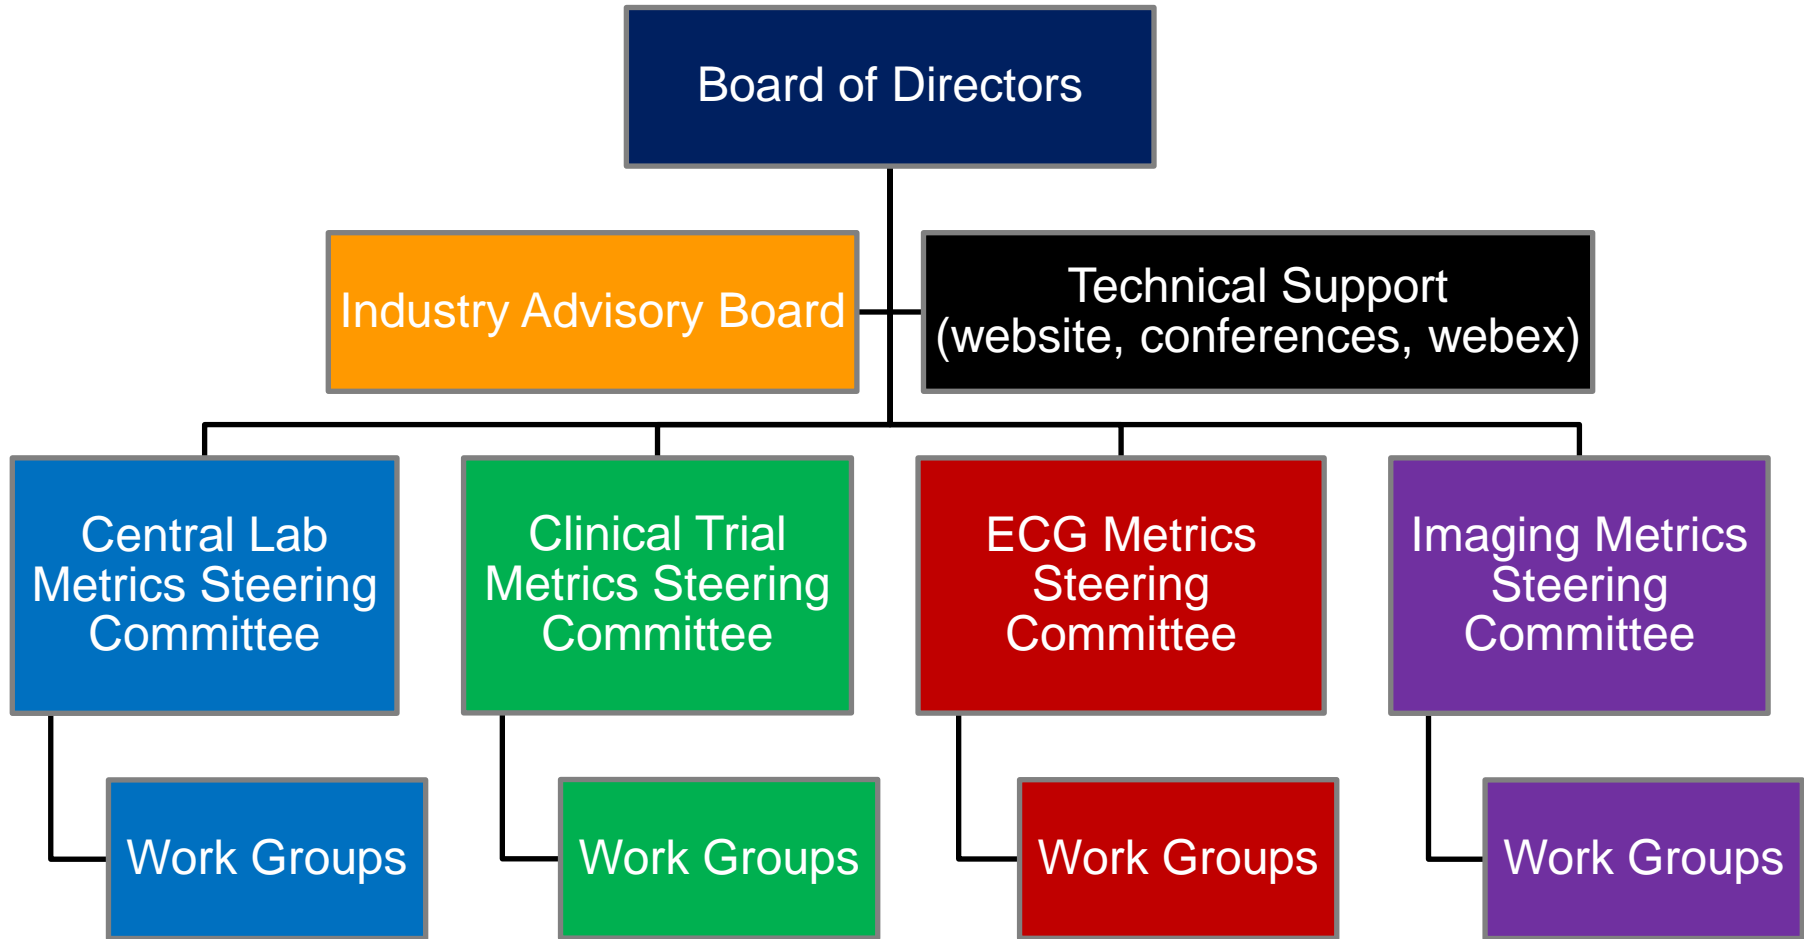 Board of Directors
Industry Advisory Board
Technical Support
(website, conferences, webex)
Central Lab
Metrics Steering
Committee
Clinical Trial
Metrics Steering
Committee
ECG Metrics
Steering
Committee
Imaging Metrics
Steering
Committee
Work Groups
Work Groups
Work Groups
Work Groups